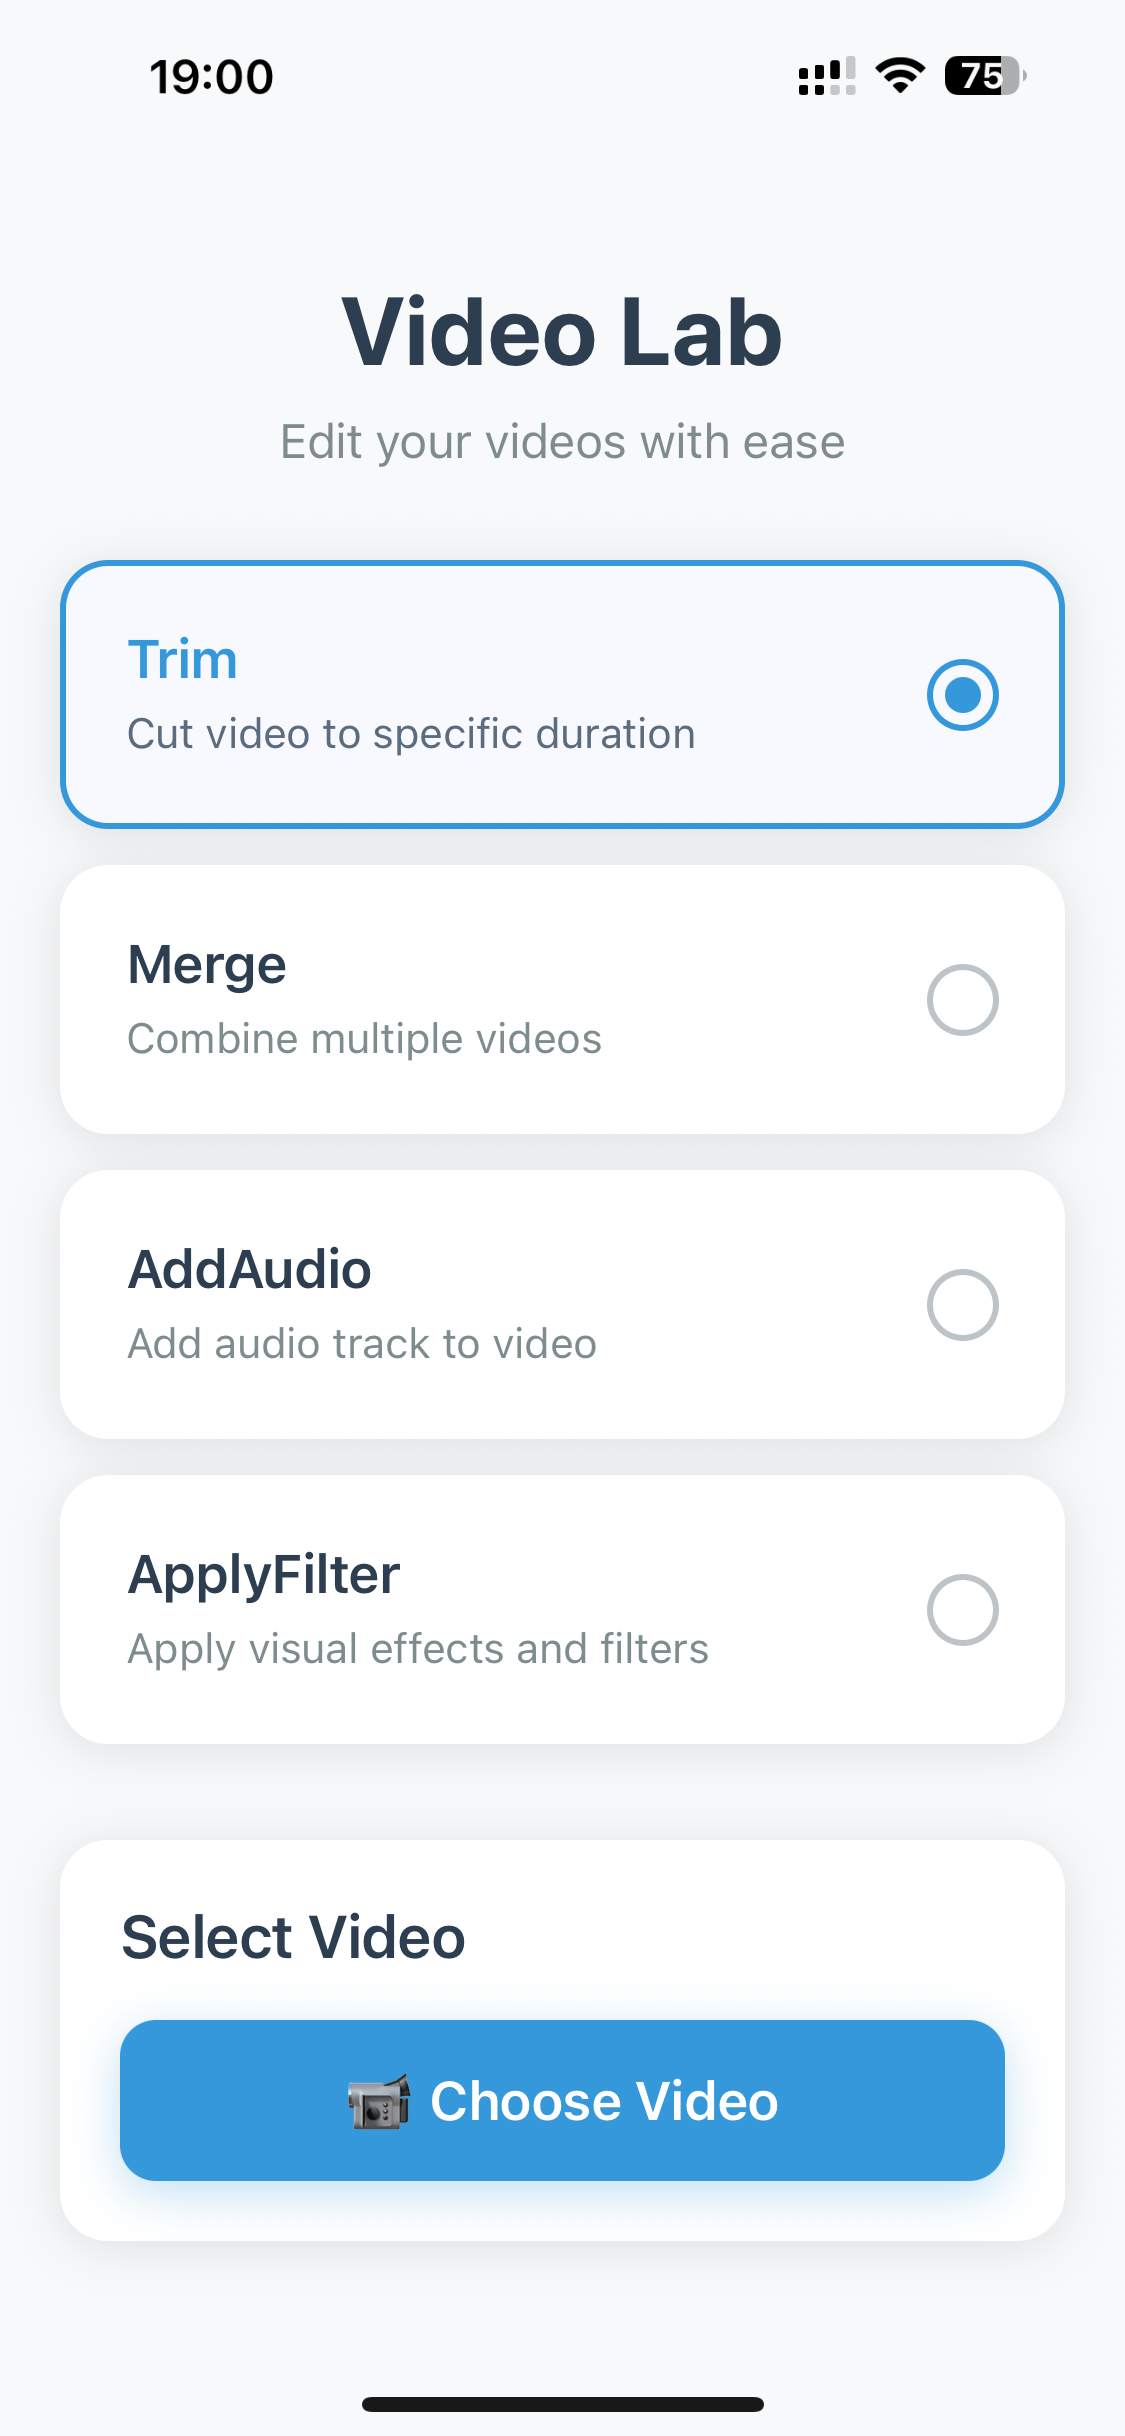 19:00
75
Video Lab
Edit your videos with ease
Trim
Cut video to specific duration
Merge
Combine multiple videos
AddAudio
Add audio track to video
ApplyFilter
Apply visual effects and filters
Select Video
Choose Video